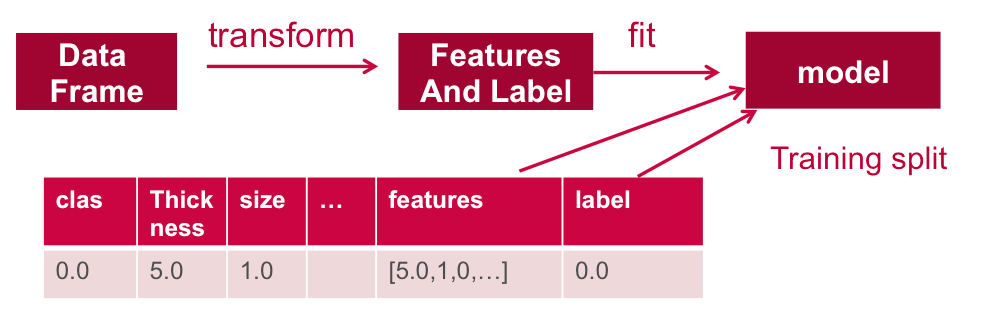 transform
fit
Data
Frame
Features
And Label
model
Training split
clas Thick size … features label
ness
0.0 5.0 1.0 [5.0,1,0,…] 0.0